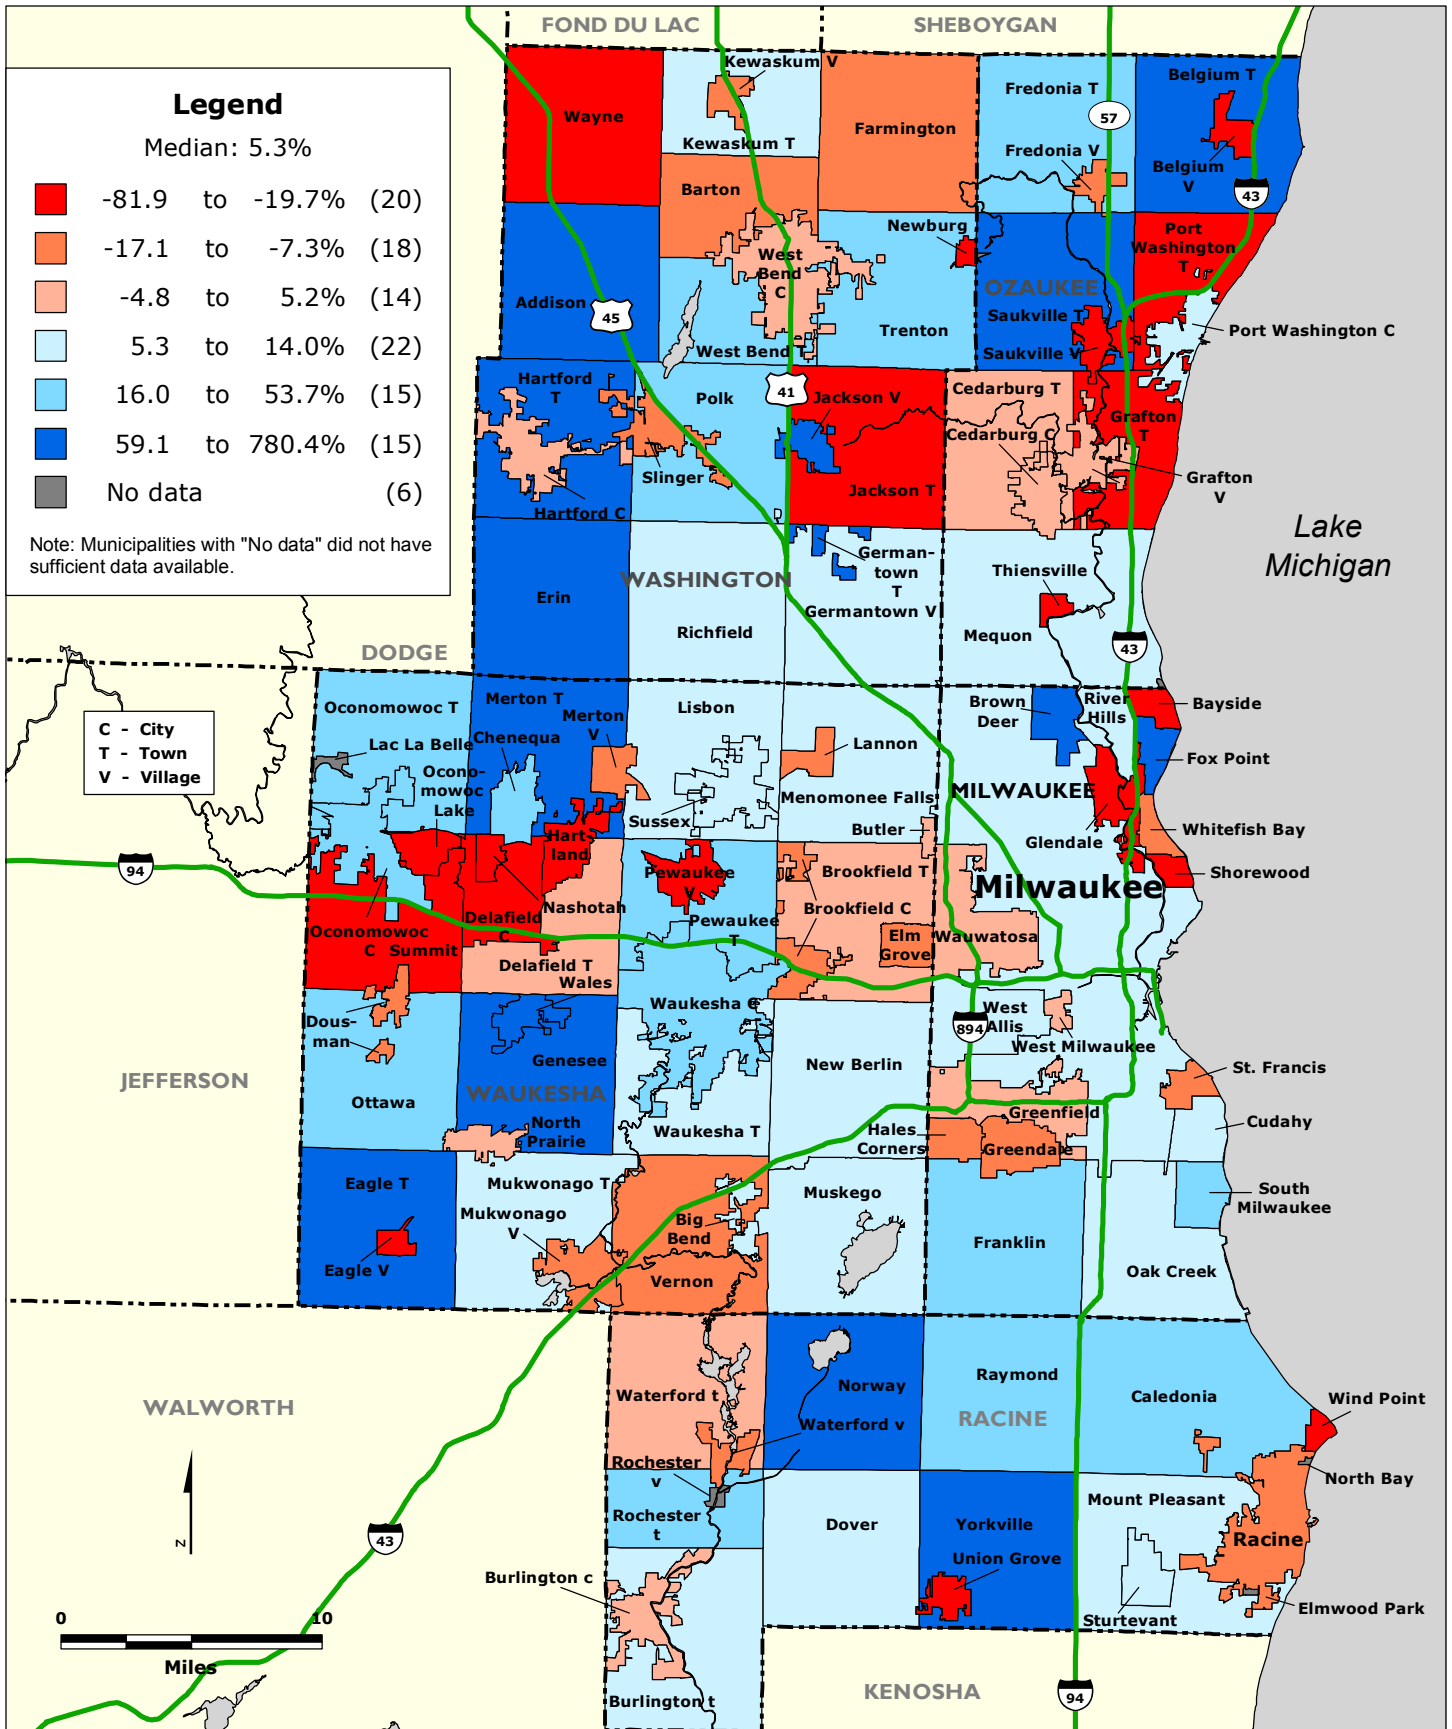 FOND DU LAC
SHEBOYGAN
Legend
Median: 5.3%
-81.9 to -19.7% (20)
-17.1 to -7.3% (18)
-4.8 to 5.2% (14)
5.3 to 14.0% (22)
16.0 to 53.7% (15)
59.1 to 780.4% (15)
No data (6)
Note: Municipalities with "No data" did not have
sufficient data available.
Kewaskum V
Wayne
Kewaskum T
Farmington
Fredonia T
57
Belgium T
Fredonia V
Belgium
V
43
Barton
Newburg
Port
Washington
T
West
Bend
C
OZAUKEE
Addison
45
Saukville T
Trenton
Port Washington C
West Bend T
Saukville V
Hartford
T
Polk
41
Jackson V
Cedarburg T
Grafton
T
Cedarburg C
Slinger
Jackson T
Grafton
V
Hartford C
Lake
Michigan
German-
town
T
Thiensville
WASHINGTON
Erin
Germantown V
Richfield
Mequon
43
DODGE
Oconomowoc T
Merton T
Lisbon
Brown
Deer
River
Hills
Bayside
C - City
T - Town
V - Village
Merton
V
Lac La Belle
Chenequa
Lannon
Fox Point
Ocono-
mowoc
Lake
MILWAUKEE
Menomonee Falls
Sussex
Butler
Whitefish Bay
Hart-
land
Glendale
94
Pewaukee
V
Brookfield T
Shorewood
Milwaukee
Nashotah
Brookfield C
Delafield
C
Pewaukee
T
Oconomowoc
C
Summit
Elm
Grove
Wauwatosa
Delafield T
Wales
Waukesha C
West
Allis
Dous-
man
894
West Milwaukee
Genesee
New Berlin
St. Francis
JEFFERSON
WAUKESHA
Ottawa
Greenfield
Cudahy
North
Prairie
Waukesha T
Hales
Corners
Greendale
Eagle T
Mukwonago T
Muskego
South
Milwaukee
Mukwonago
V
Big
Bend
Franklin
Eagle V
Vernon
Oak Creek
WALWORTH
Waterford t
Norway
Raymond
Caledonia
Wind Point
RACINE
Waterford v
Rochester
v
North Bay
Mount Pleasant
Rochester
t
Dover
Yorkville
Racine
43
N
Union Grove
Burlington c
Elmwood Park
Sturtevant
0 10
Miles
Burlington t
KENOSHA
94